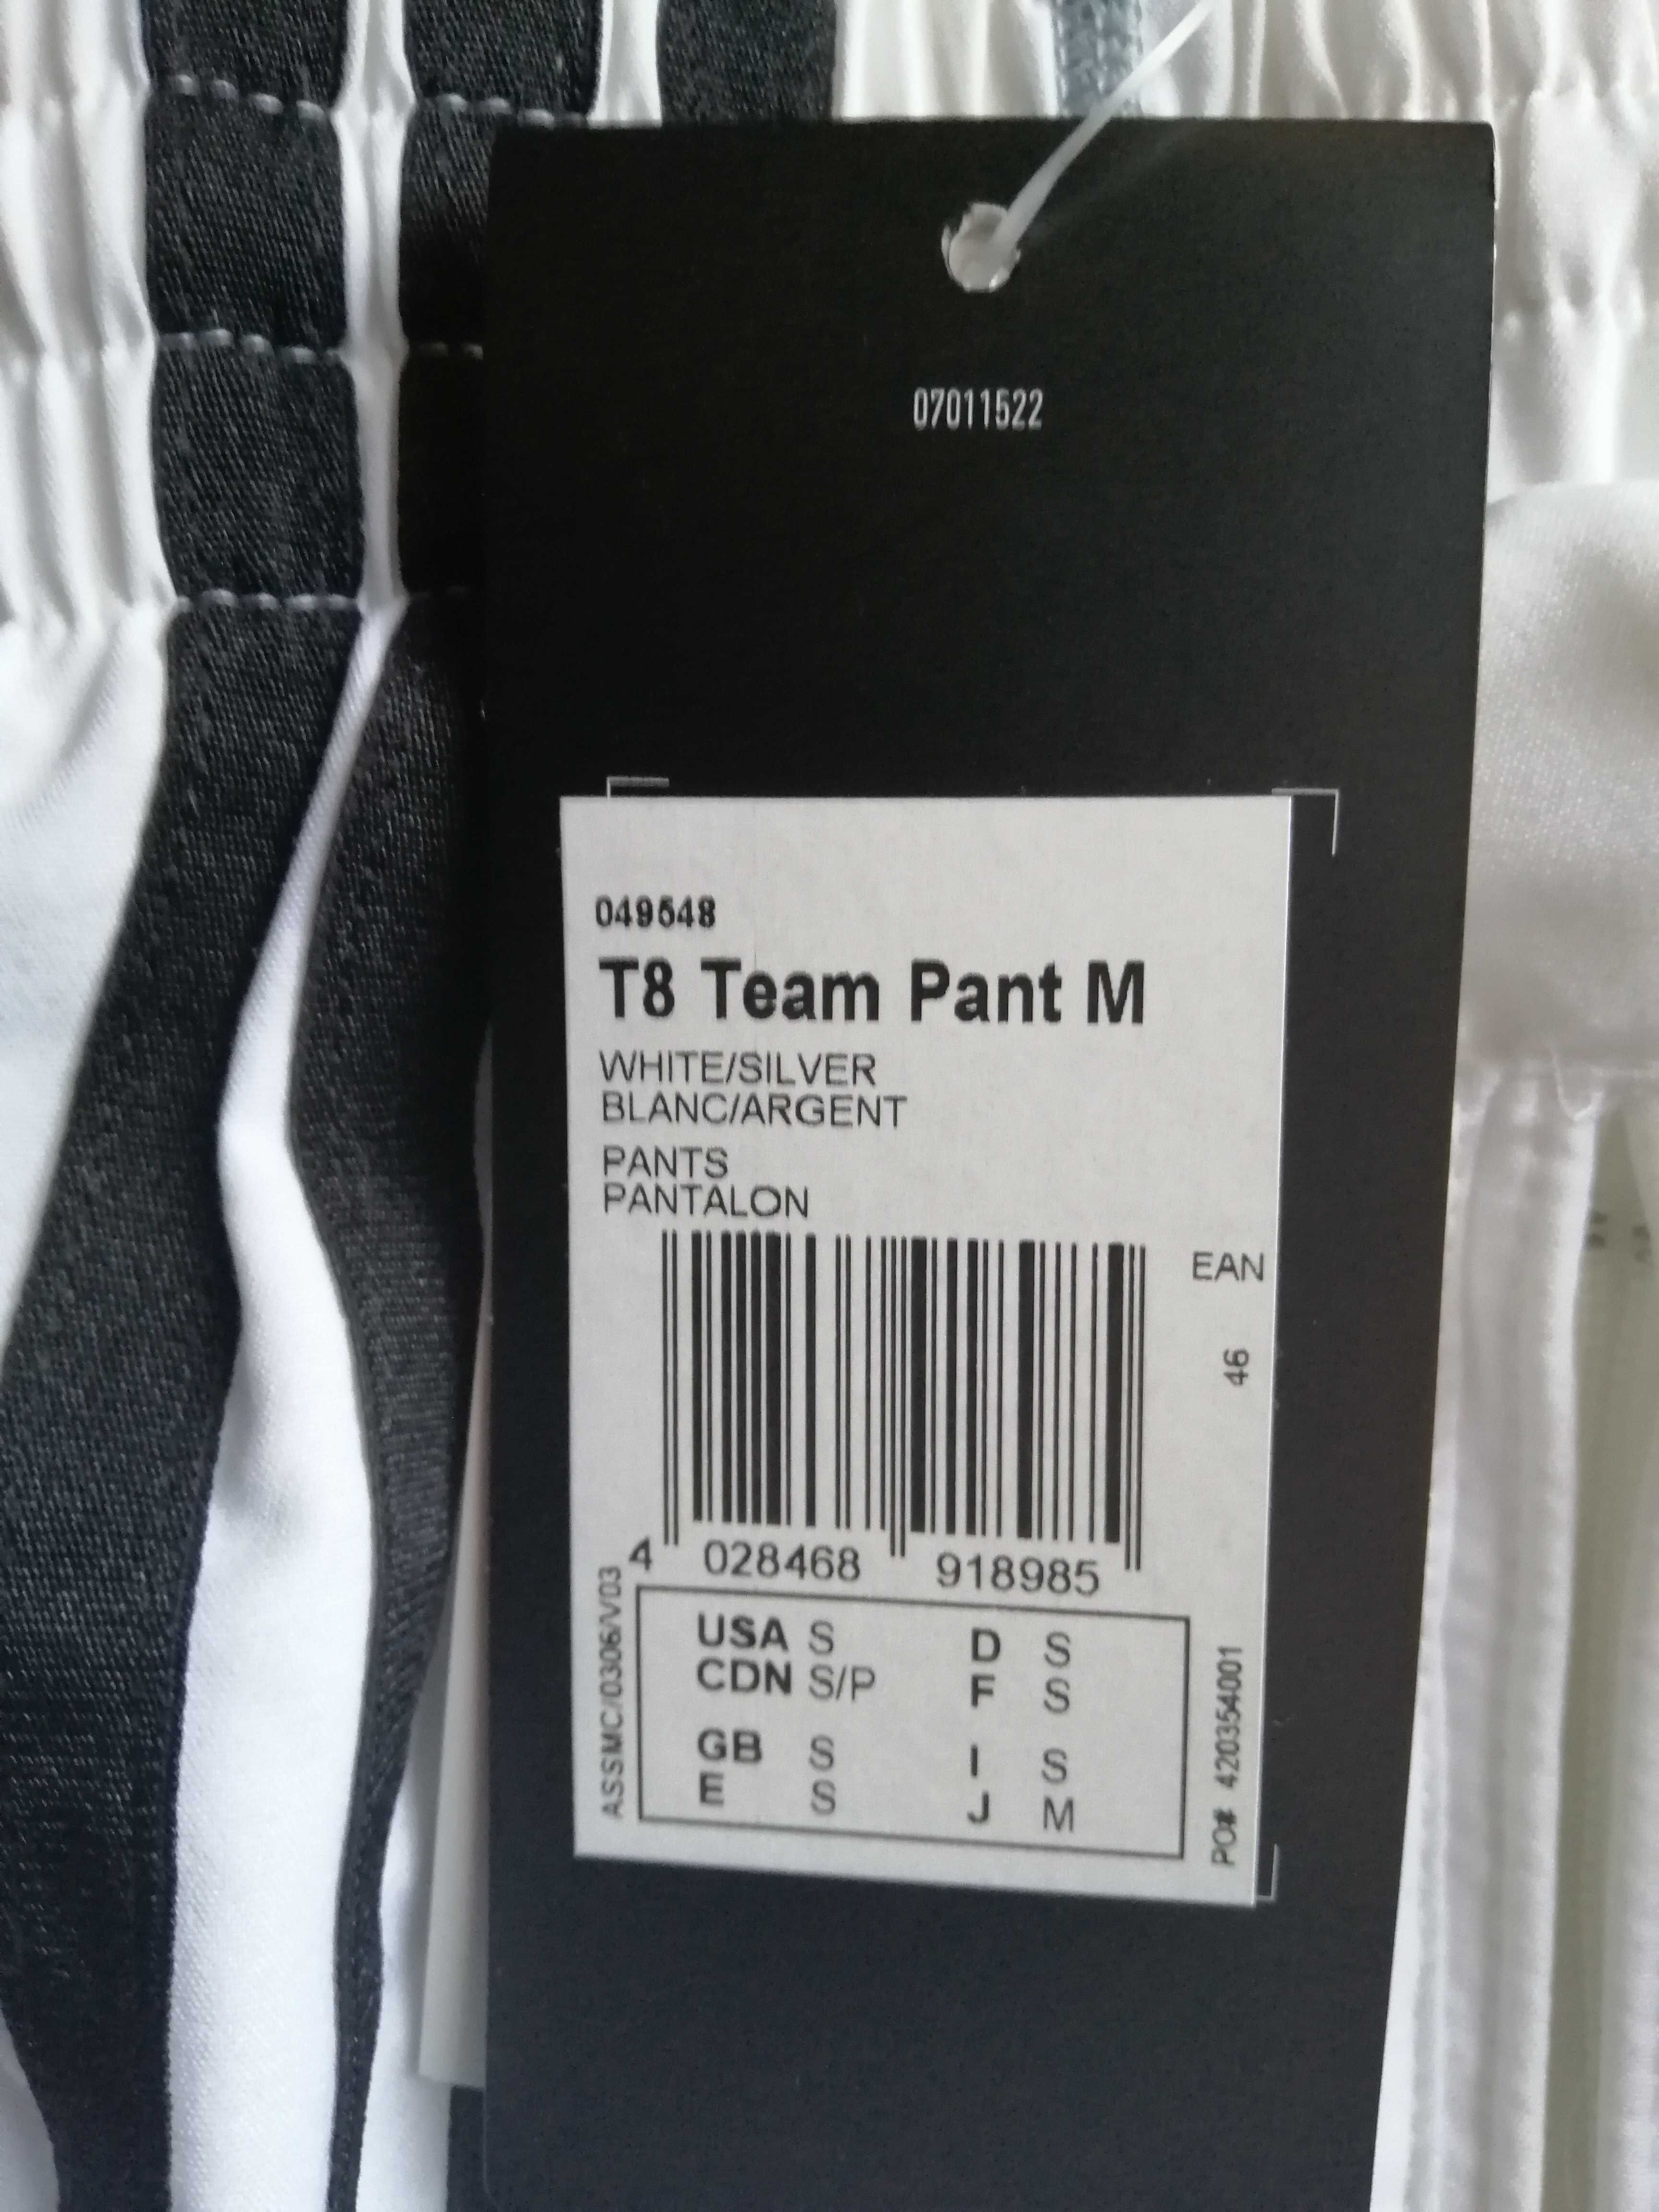 07011522
049548
T8 Team Pant M
WHITE/SILVER
BLANC/ARGENT
PANTS
PANTALON
EAN
46
4 028468 918985
ASSMC/0306/V03
USA S D S
CDN S/P F S
GB S I S
E S J M
PO# 420354001